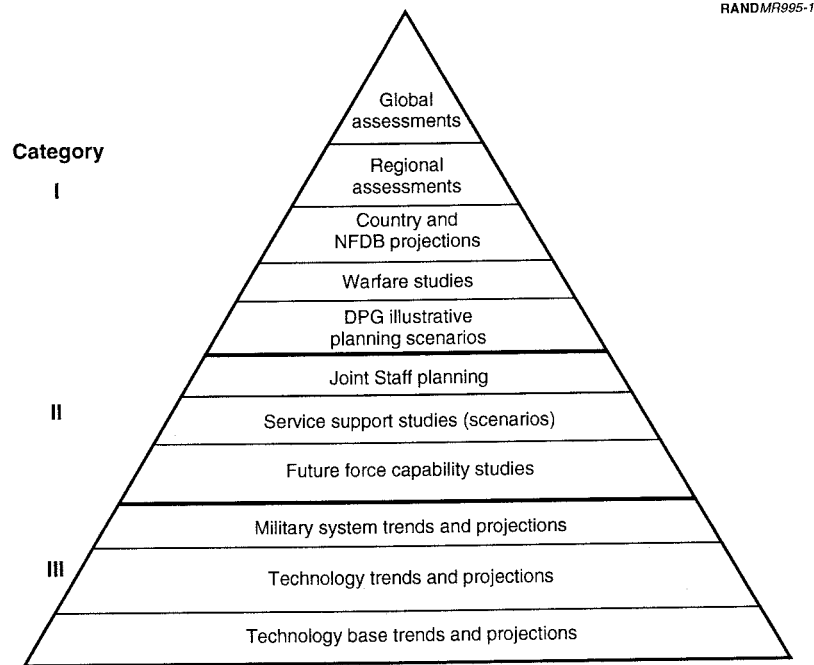 RANDMR995-1
Global
assessments
Category
I
Regional
assessments
Country and
NFDB projections
Warfare studies
DPG illustrative
planning scenarios
Joint Staff planning
II
Service support studies (scenarios)
Future force capability studies
Military system trends and projections
III
Technology trends and projections
Technology base trends and projections